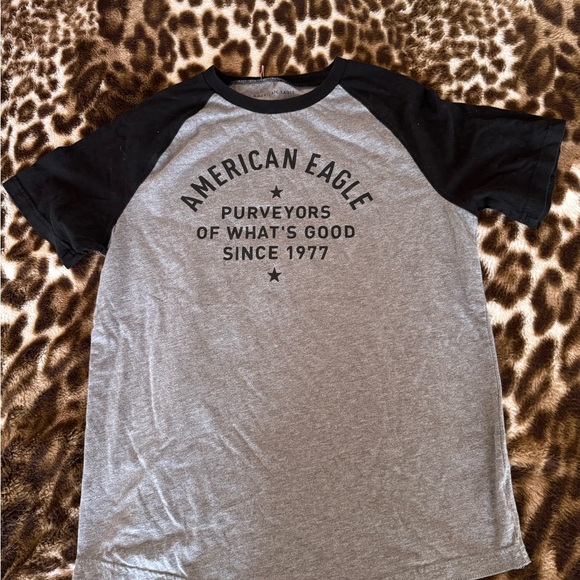 AMERICAN EAGLE
PURVEYORS
OF WHAT'S GOOD
SINCE 1977